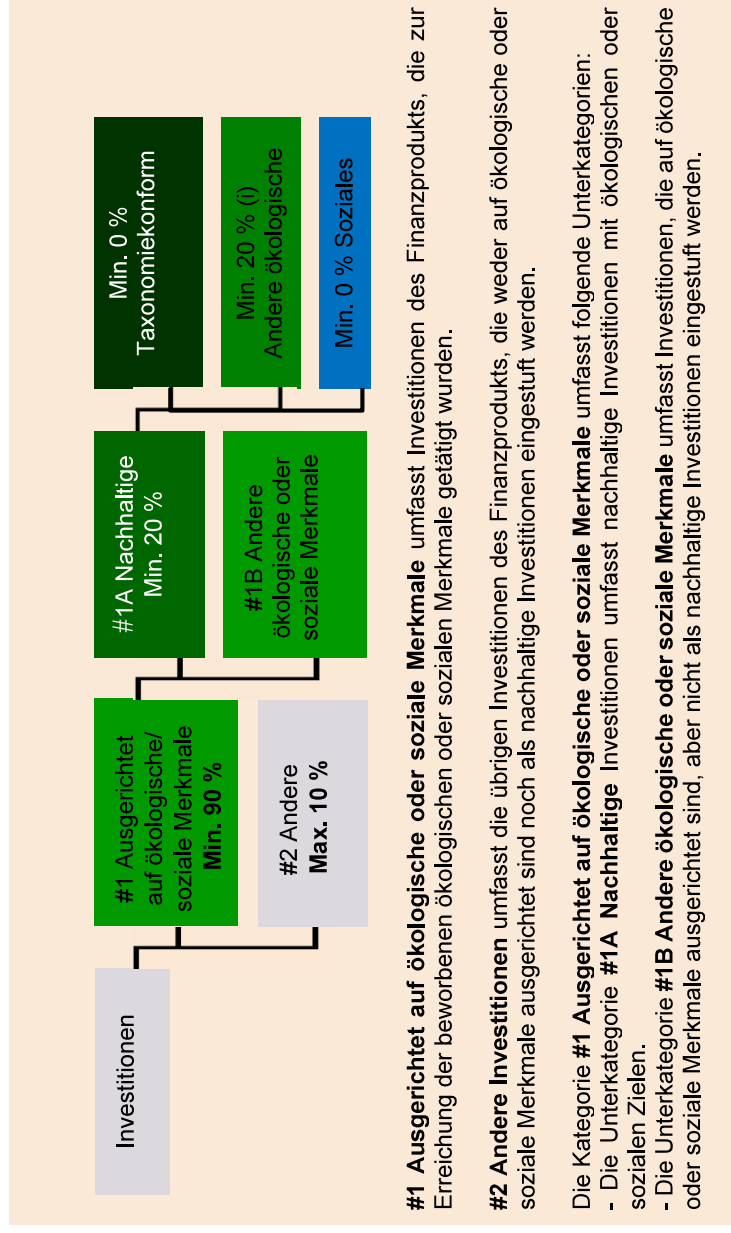 Investitionen
#1 Ausgerichtet
auf ökologische/
soziale Merkmale
Min. 90 %
#2 Andere
Max. 10 %
#1A Nachhaltige
Min. 20 %
#1B Andere
ökologische oder
soziale Merkmale
Min. 0 %
Taxonomiekonform
Min. 20 % (i)
Andere ökologische
Min. 0 % Soziales
#1 Ausgerichtet auf ökologische oder soziale Merkmale umfasst Investitionen des Finanzprodukts, die zur
Erreichung der beworbenen ökologischen oder sozialen Merkmale getätigt wurden.
#2 Andere Investitionen umfasst die übrigen Investitionen des Finanzprodukts, die weder auf ökologische oder
soziale Merkmale ausgerichtet sind noch als nachhaltige Investitionen eingestuft werden.
Die Kategorie #1 Ausgerichtet auf ökologische oder soziale Merkmale umfasst folgende Unterkategorien:
- Die Unterkategorie #1A Nachhaltige Investitionen umfasst nachhaltige Investitionen mit ökologischen oder
sozialen Zielen.
- Die Unterkategorie #1B Andere ökologische oder soziale Merkmale umfasst Investitionen, die auf ökologische
oder soziale Merkmale ausgerichtet sind, aber nicht als nachhaltige Investitionen eingestuft werden.